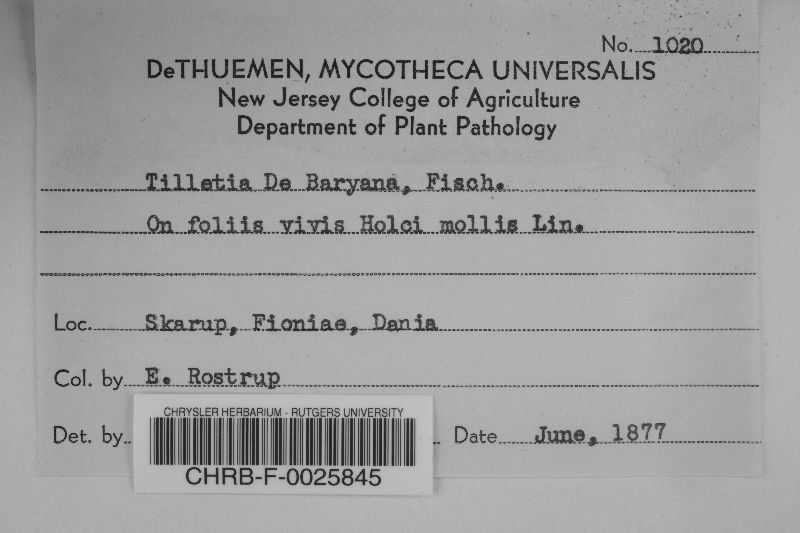 No. 1020
DeTHUEMEN, MYCOTHECA UNIVERSALIS
New Jersey College of Agriculture
Department of Plant Pathology
Tilletia De Baryana, Fisch.
On foliis vivis Holci mollis Lin.
Loc. Skarup, Fioniae, Dania
Col. by E. Rostrup
Det. by Date June, 1877
CHRYSLER HERBARIUM - RUTGERS UNIVERSITY
CHRB-F-0025845